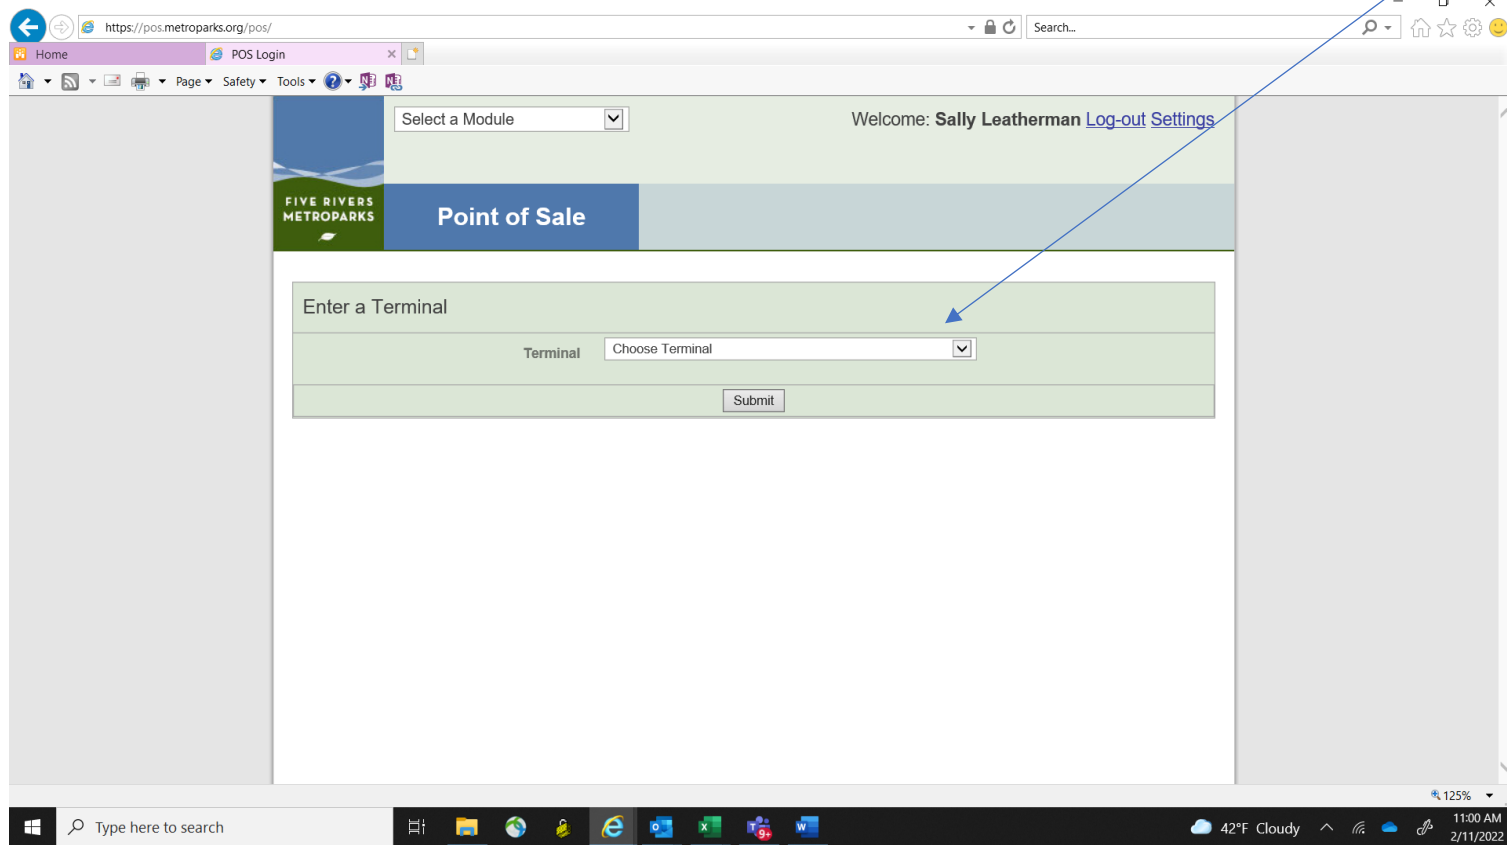 https://pos.metroparks.org/pos/
Search...
Home
POS Login
Page
Safety
Tools
Select a Module
Welcome: Sally Leatherman Log-out Settings
FIVE RIVERS
METROPARKS
Point of Sale
Enter a Terminal
Terminal
Choose Terminal
Submit
125%
Type here to search
9+
42°F Cloudy
11:00 AM
2/11/2022